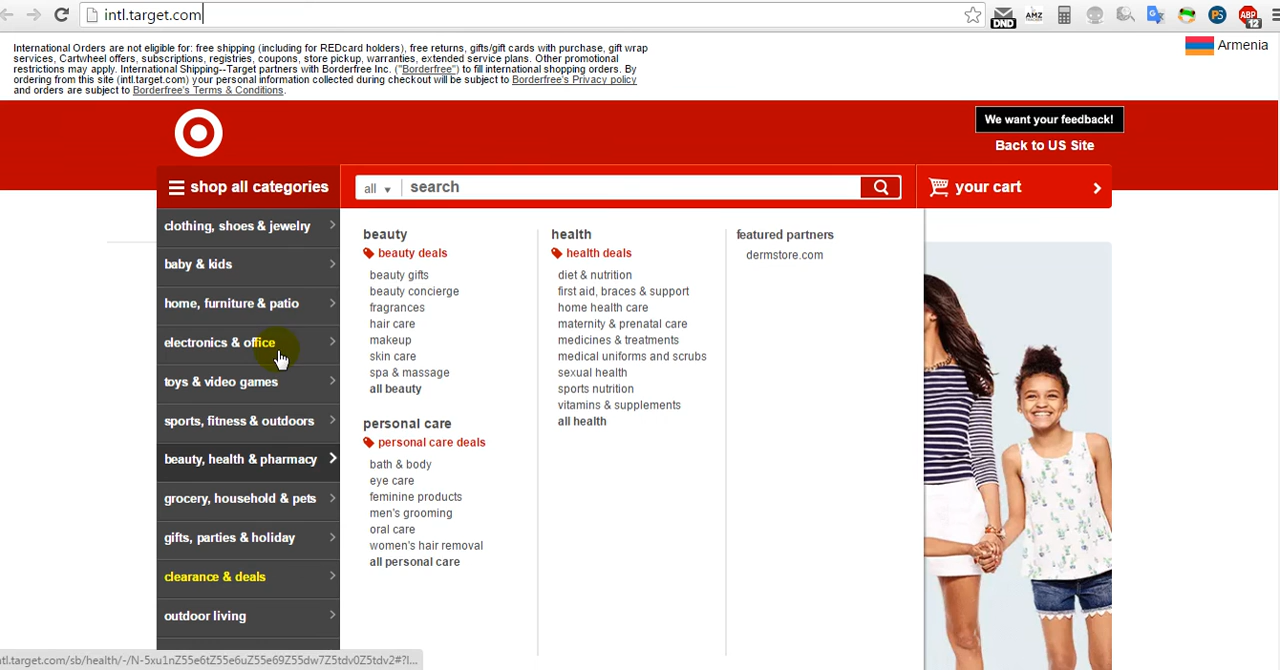 intl.target.com
DND
AMZ
PS
ABP
12
International Orders are not eligible for: free shipping (including for REDcard holders), free returns, gifts/gift cards with purchase, gift wrap
services, Cartwheel offers, subscriptions, registries, coupons, store pickup, warranties, extended service plans. Other promotional
restrictions may apply. International Shipping--Target partners with Borderfree Inc. ("Borderfree") to fill international shopping orders. By
ordering from this site (intl.target.com) your personal information collected during checkout will be subject to Borderfree's Privacy policy
and orders are subject to Borderfree's Terms & Conditions.
Armenia
We want your feedback!
Back to US Site
shop all categories
all
search
your cart
clothing, shoes & jewelry
baby & kids
home, furniture & patio
electronics & office
toys & video games
sports, fitness & outdoors
beauty, health & pharmacy
grocery, household & pets
gifts, parties & holiday
clearance & deals
outdoor living
beauty
beauty deals
beauty gifts
beauty concierge
fragrances
hair care
makeup
skin care
spa & massage
all beauty
personal care
personal care deals
bath & body
eye care
feminine products
men's grooming
oral care
women's hair removal
all personal care
health
health deals
diet & nutrition
first aid, braces & support
home health care
maternity & prenatal care
medicines & treatments
medical uniforms and scrubs
sexual health
sports nutrition
vitamins & supplements
all health
featured partners
dermstore.com
ntl.target.com/sb/health/-/N-5xu1nZ55e6tZ55e6uZ55e69Z55dw7Z5tdv0Z5tdv2#?l...